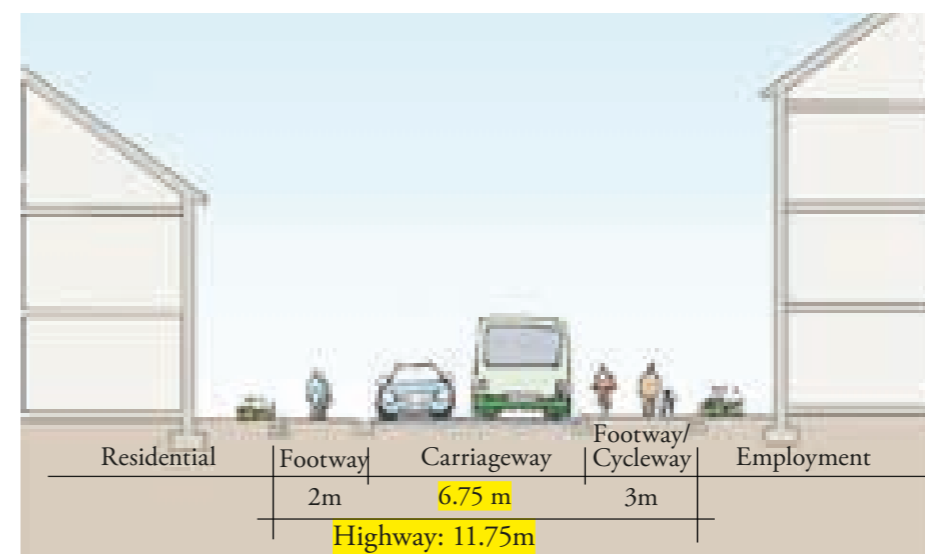 Residential
Footway
Carriageway
Footway/
Cycleway
Employment
2m
6.75 m
3m
Highway: 11.75m